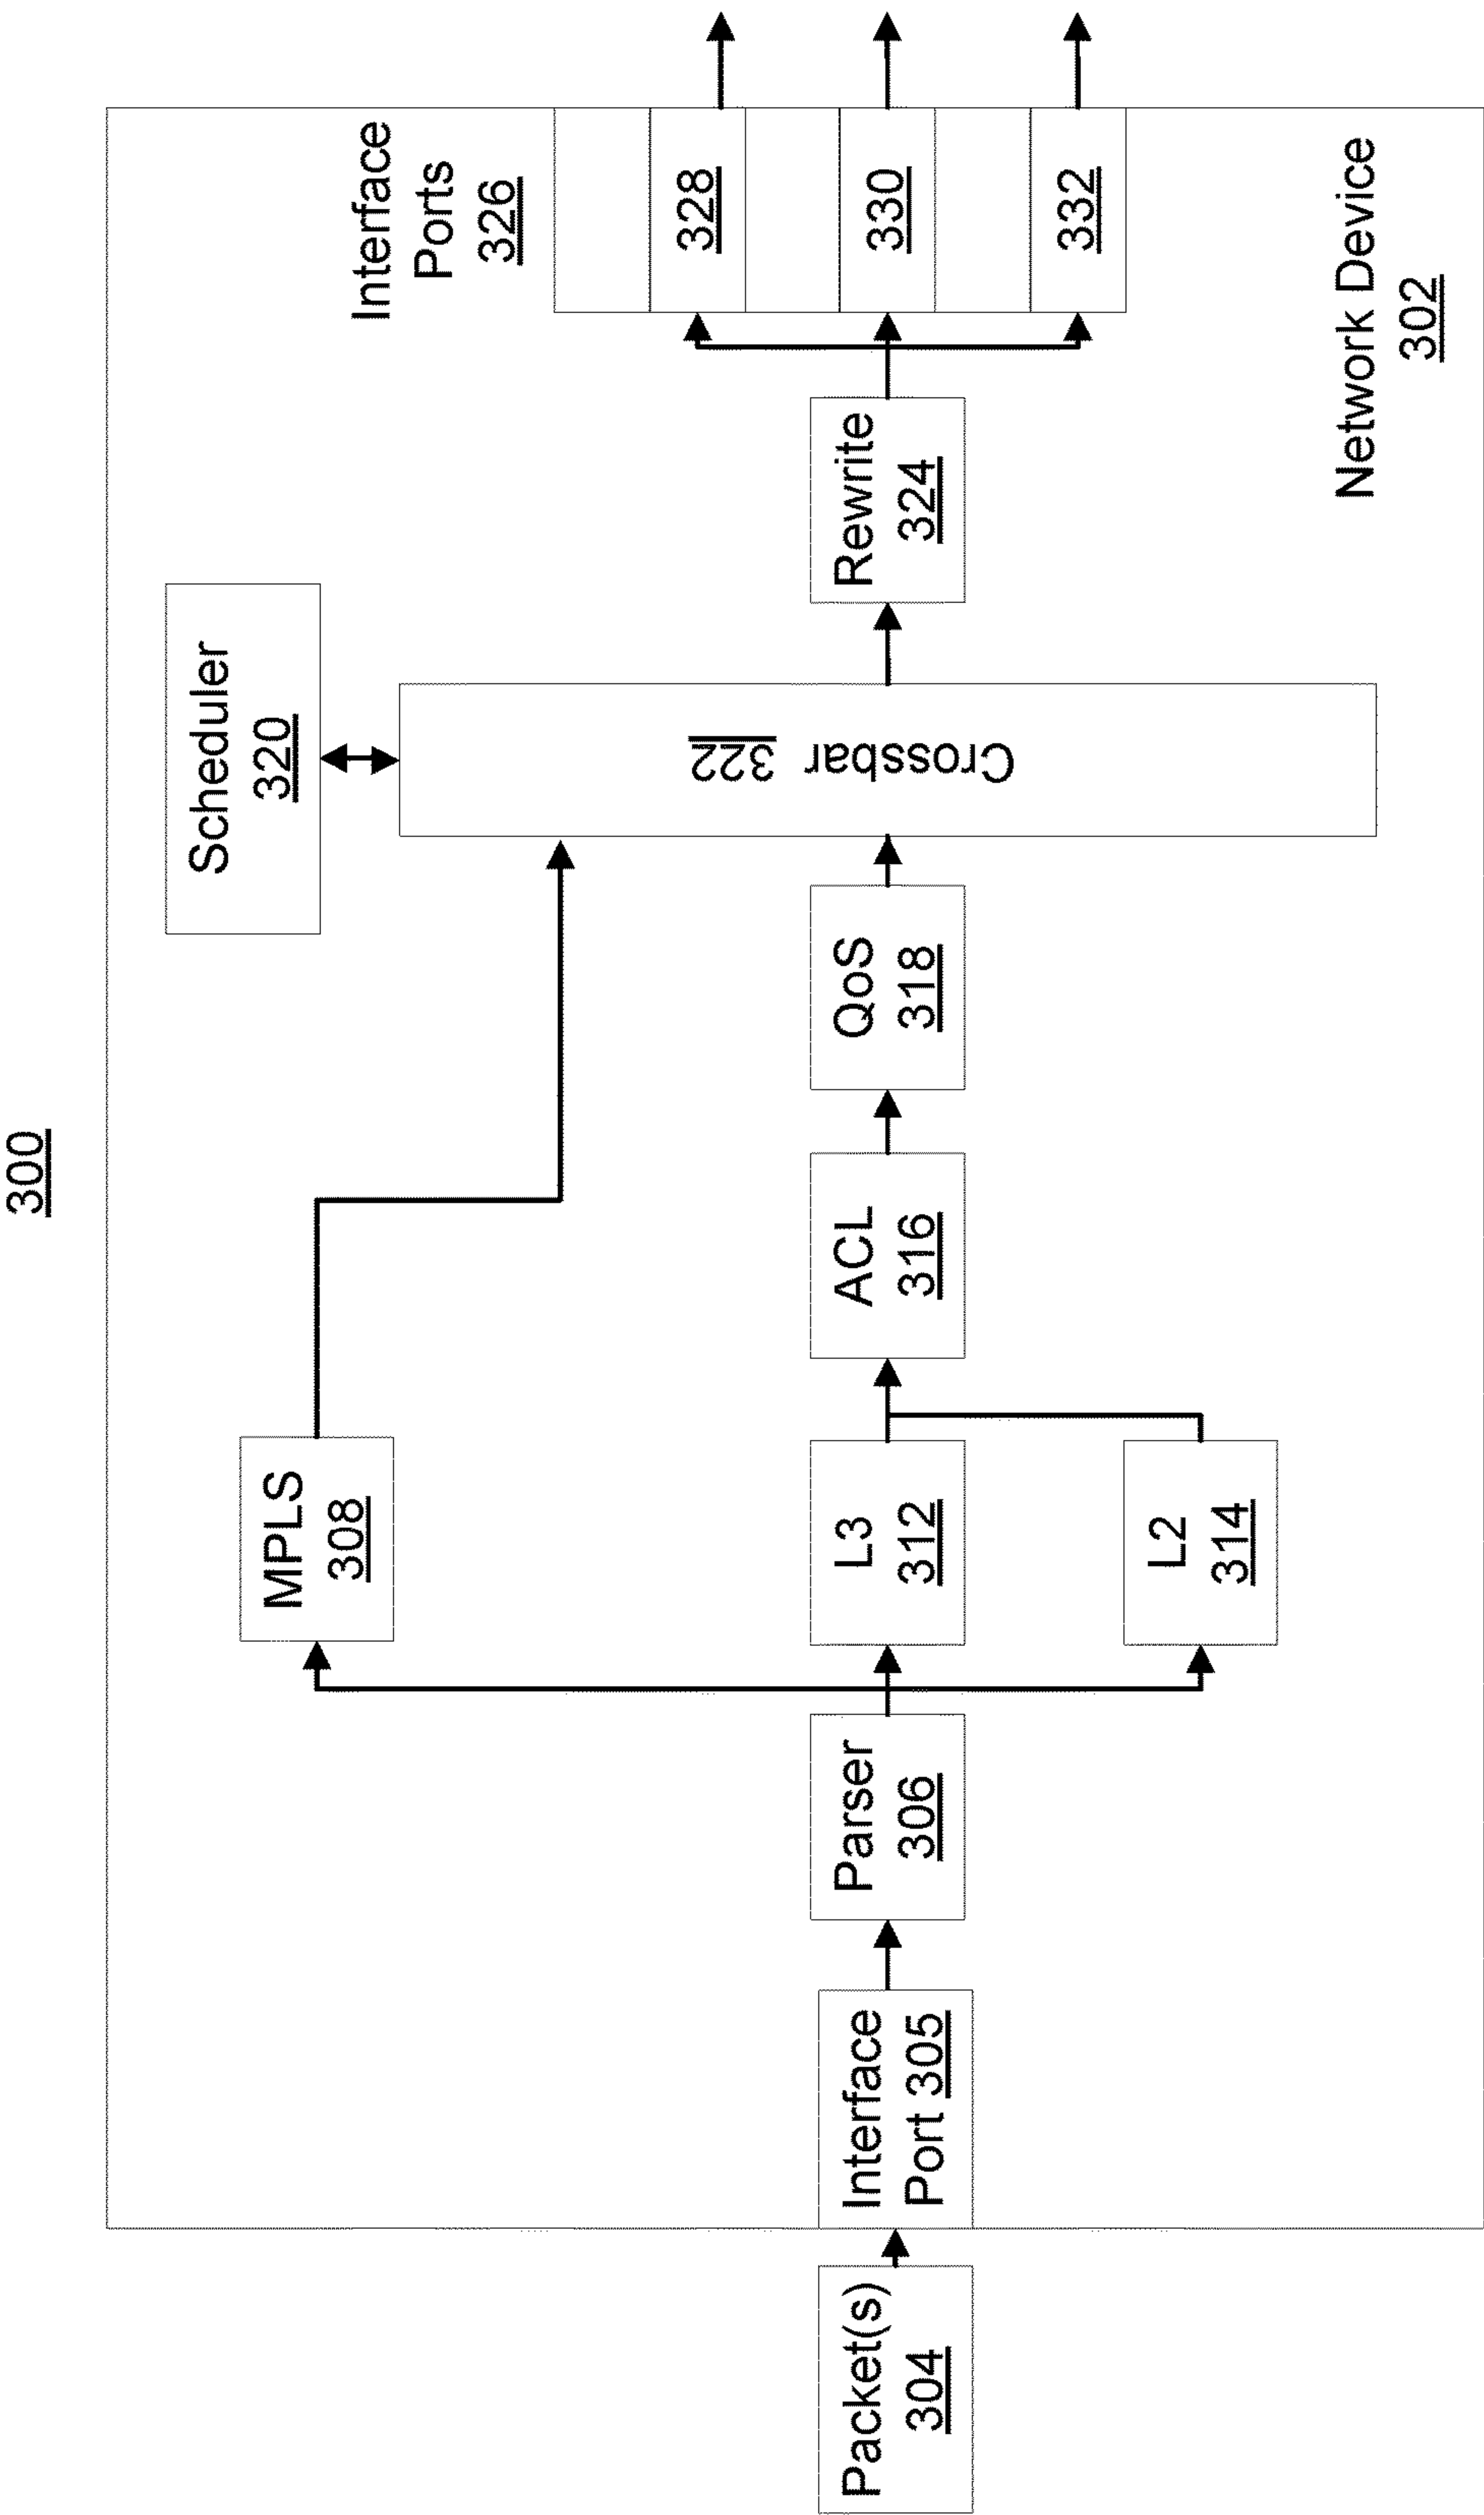 300
Packet(s)
304
Interface
Port 305
Parser
306
MPLS
308
L3
312
L2
314
ACL
316
QoS
318
Scheduler
320
Crossbar 322
Rewrite
324
Interface
Ports
326
328
330
332
Network Device
302